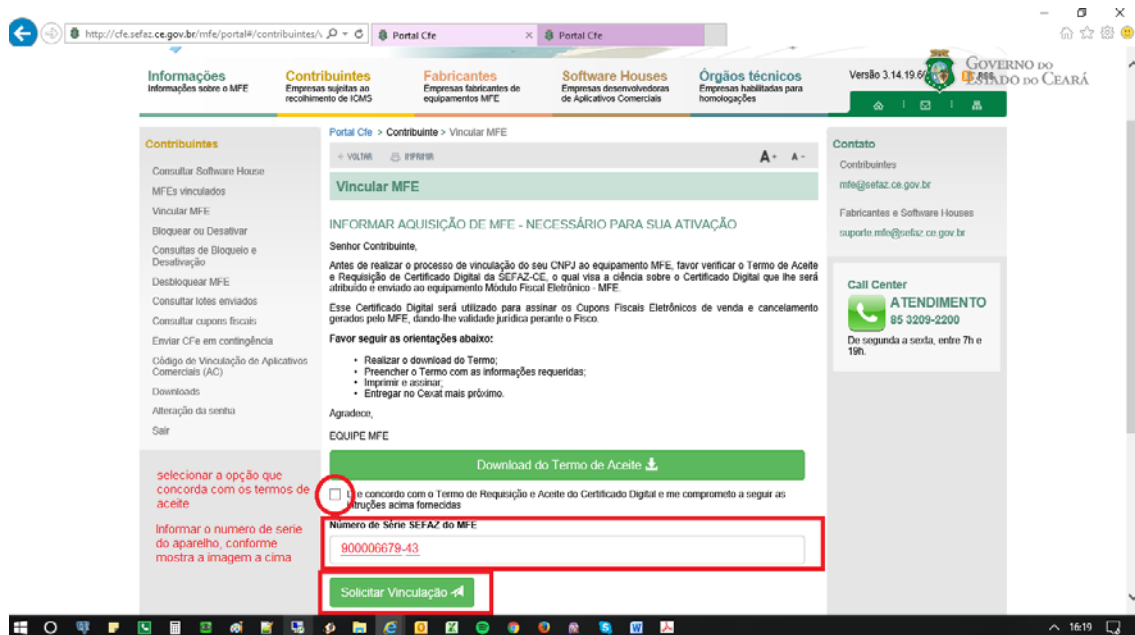 http://cfe.sefaz.ce.gov.br/mfe/portal#/contribuintes/
Portal Cfe
Portal Cfe
GOVERNO DO
ESTADO DO CEARÁ
Informações
Informações sobre o MFE
Contribuintes
Empresas sujeitas ao
recolhimento do ICMS
Fabricantes
Empresas fabricantes de
equipamentos MFE
Software Houses
Empresas desenvolvedoras
de Aplicativos Comerciais
Órgãos técnicos
Empresas habilitadas para
homologações
Versão 3.14.19.6
RSS
Contribuintes
Consultar Software House
MFEs vinculados
Vincular MFE
Bloquear ou Desativar
Consultas de Bloqueio e
Desativação
Desbloquear MFE
Consultar lotes enviados
Consultar cupons fiscais
Enviar CFe em contingência
Código de Vinculação de Aplicativos
Comerciais (AC)
Downloads
Alteração da senha
Sair
selecionar a opção que
concorda com os termos de
aceite
Informar o numero de serie
do aparelho, conforme
mostra a imagem a cima
Portal Cfe > Contribuinte > Vincular MFE
VOLTAR IMPRIMIR A+ A-
Vincular MFE
INFORMAR AQUISIÇÃO DE MFE - NECESSÁRIO PARA SUA ATIVAÇÃO
Senhor Contribuinte,
Antes de realizar o processo de vinculação do seu CNPJ ao equipamento MFE, favor verificar o Termo de Aceite
e Requisição de Certificado Digital da SEFAZ-CE, o qual visa a ciência sobre o Certificado Digital que lhe será
atribuído e enviado ao equipamento Módulo Fiscal Eletrônico - MFE.
Esse Certificado Digital será utilizado para assinar os Cupons Fiscais Eletrônicos de venda e cancelamento
gerados pelo MFE, dando-lhe validade jurídica perante o Fisco.
Favor seguir as orientações abaixo:
• Realizar o download do Termo;
• Preencher o Termo com as informações requeridas;
• Imprimir e assinar;
• Entregar no Cexat mais próximo.
Agradece,
EQUIPE MFE
Download do Termo de Aceite
e concordo com o Termo de Requisição e Aceite do Certificado Digital e me comprometo a seguir as
intruções acima fornecidas
Número de Série SEFAZ do MFE
900006679-43
Solicitar Vinculação
Contato
Contribuintes
mfe@sefaz.ce.gov.br
Fabricantes e Software Houses
suporte.mfe@sefaz.ce.gov.br
Call Center
ATENDIMENTO
85 3209-2200
De segunda a sexta, entre 7h e
19h.
16:19